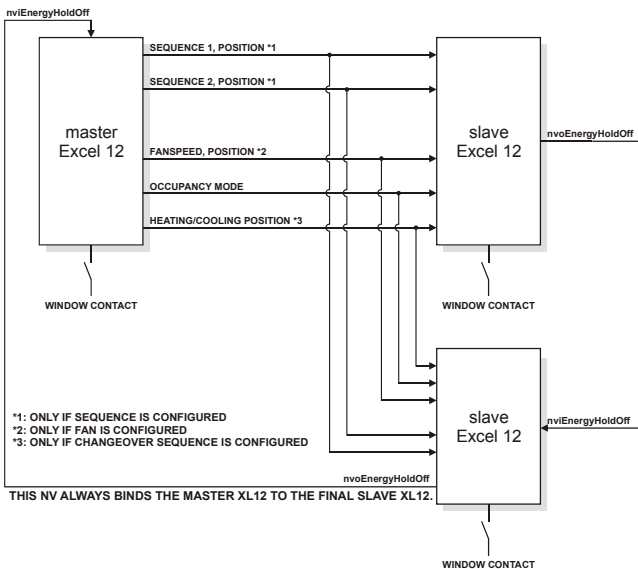 nviEnergyHoldOff
SEQUENCE 1, POSITION *1
SEQUENCE 2, POSITION *1
master
Excel 12
slave
Excel 12
nvoEnergyHoldOff
FANSPEED, POSITION *2
OCCUPANCY MODE
HEATING/COOLING POSITION *3
WINDOW CONTACT
WINDOW CONTACT
*1: ONLY IF SEQUENCE IS CONFIGURED
*2: ONLY IF FAN IS CONFIGURED
*3: ONLY IF CHANGEOVER SEQUENCE IS CONFIGURED
slave
Excel 12
nviEnergyHoldOff
nvoEnergyHoldOff
THIS NV ALWAYS BINDS THE MASTER XL12 TO THE FINAL SLAVE XL12.
WINDOW CONTACT